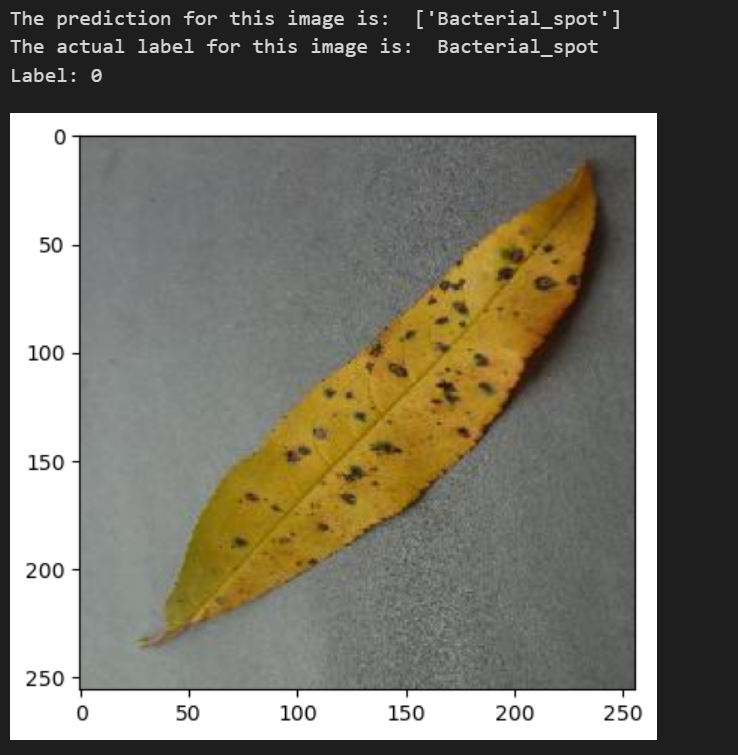 The prediction for this image is:  ['Bacterial_spot']
The actual label for this image is:  Bacterial_spot
Label: 0
0
50
100
150
200
250
0 50 100 150 200 250